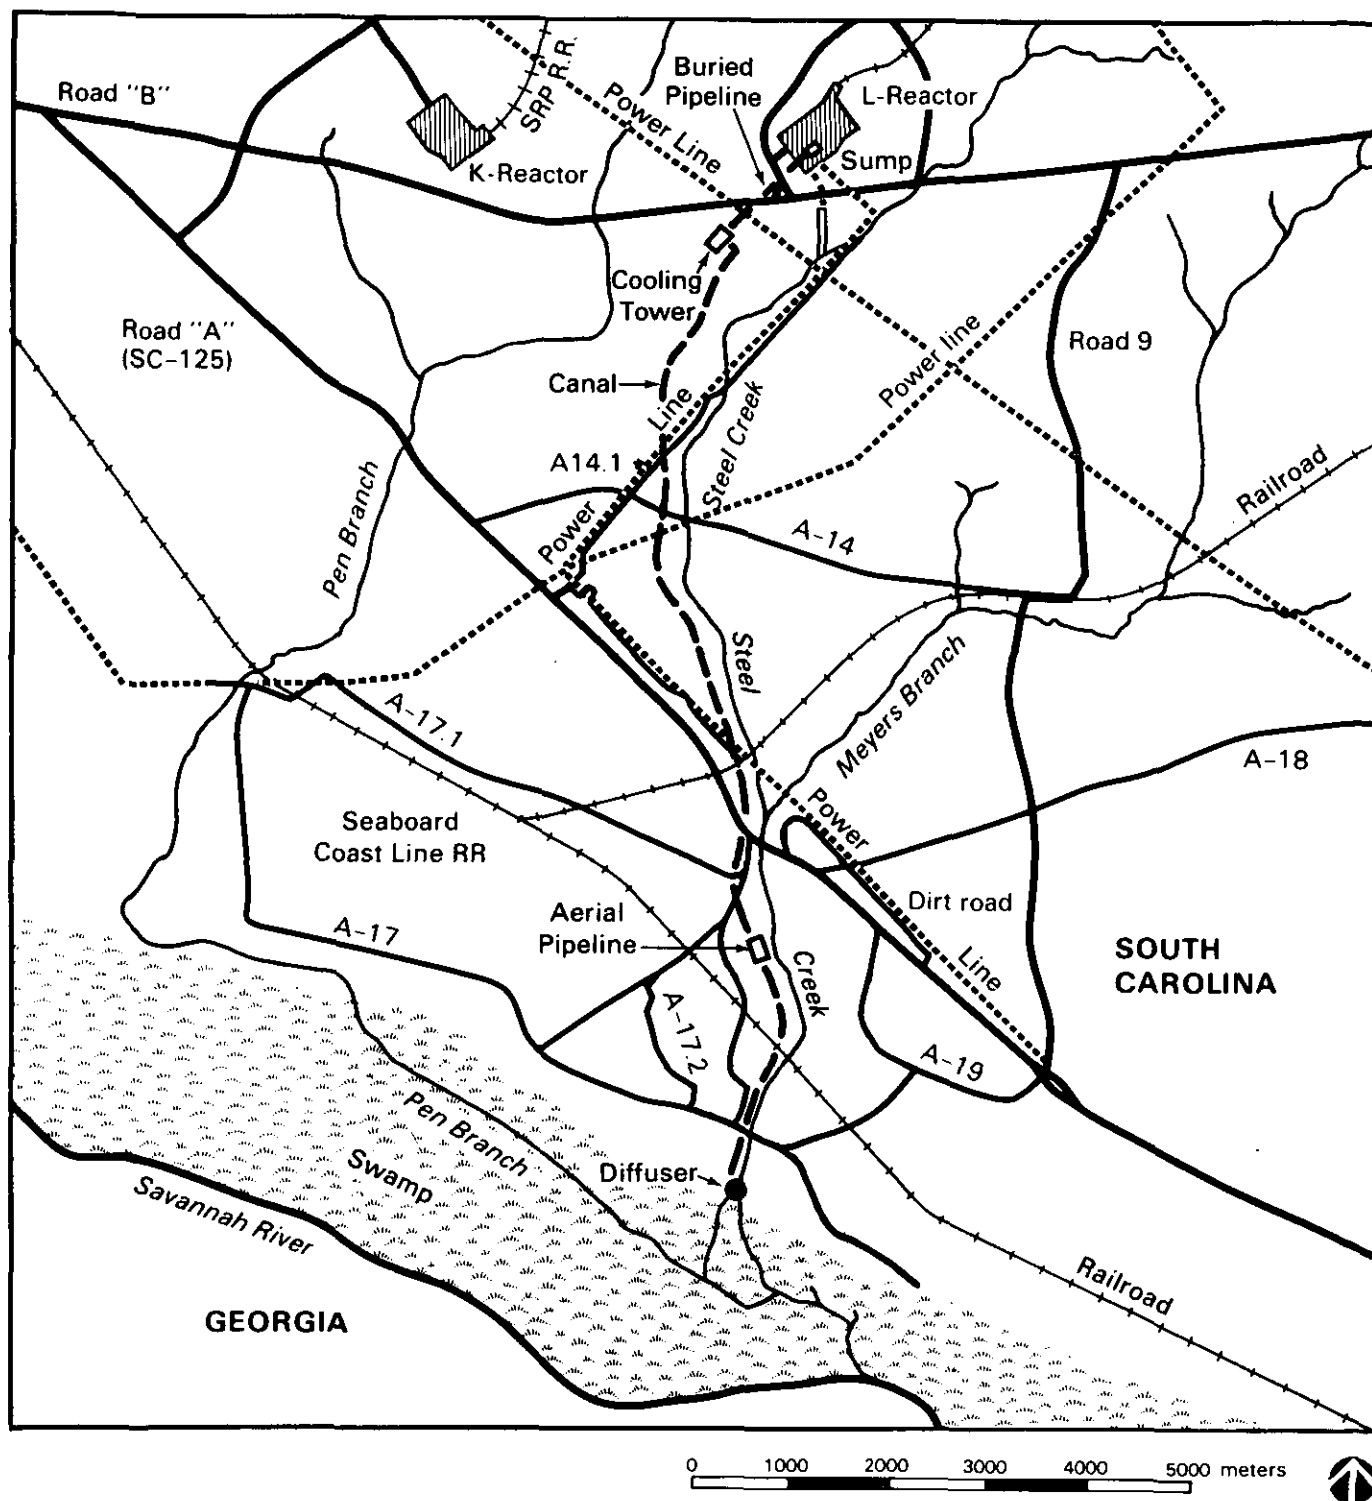 Road "B"
SRP R.R.
Buried
Pipeline
L-Reactor
Power Line
Sump
K-Reactor
Cooling
Tower
Road "A"
(SC-125)
Road 9
Power line
Canal
Line
Steel Creek
A14.1
Pen Branch
Power
A-14
Railroad
Steel
Meyers Branch
A-17.1
A-18
Power
Seaboard
Coast Line RR
Dirt road
Aerial
Pipeline
A-17
Line
Creek
SOUTH
CAROLINA
A-17.2
A-19
Pen Branch
Diffuser
Swamp
Savannah River
Railroad
GEORGIA
0 1000 2000 3000 4000 5000 meters